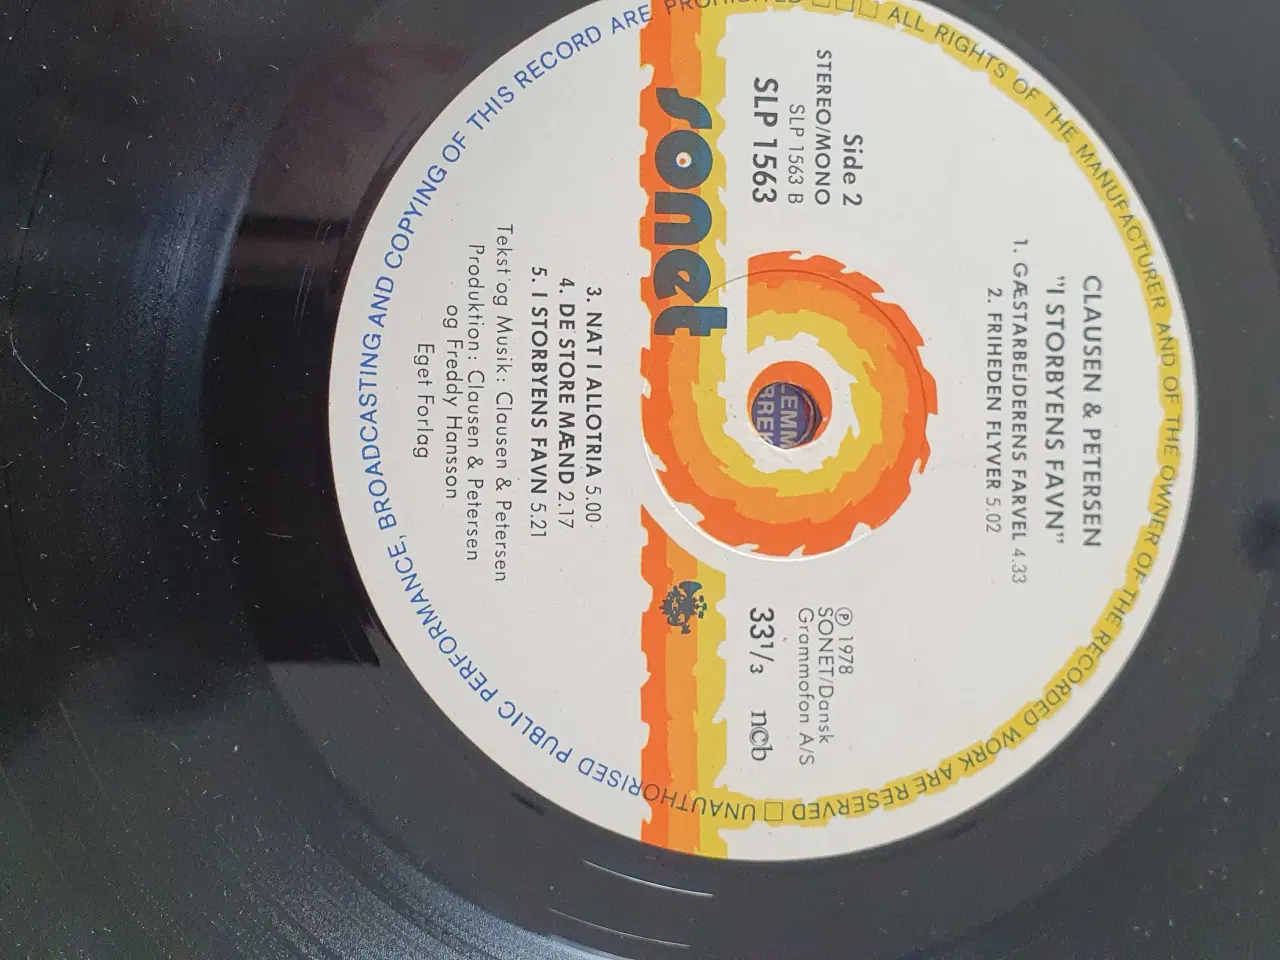 CLAUSEN & PETERSEN
"I STORBYENS FAVN"
1. GÆSTARBEJDERENS FARVEL 4.33
2. FRIHEDEN FLYVER 5.02
Side 2
STEREO/MONO
SLP 1563 B
SLP 1563
℗ 1978
SONET/Dansk
Grammofon A/S
33 1/3 ncb
sonet
3. NAT I ALLOTRIA 5.00
4. DE STORE MÆND 2.17
5. I STORBYENS FAVN 5.21
Tekst og Musik: Clausen & Petersen
Produktion: Clausen & Petersen
og Freddy Hansson
Eget Forlag
ALL RIGHTS OF THE MANUFACTURER AND OF THE OWNER OF THE RECORDED WORK ARE RESERVED □ UNAUTHORISED PUBLIC PERFORMANCE, BROADCASTING AND COPYING OF THIS RECORD ARE PROHIBITED □□□